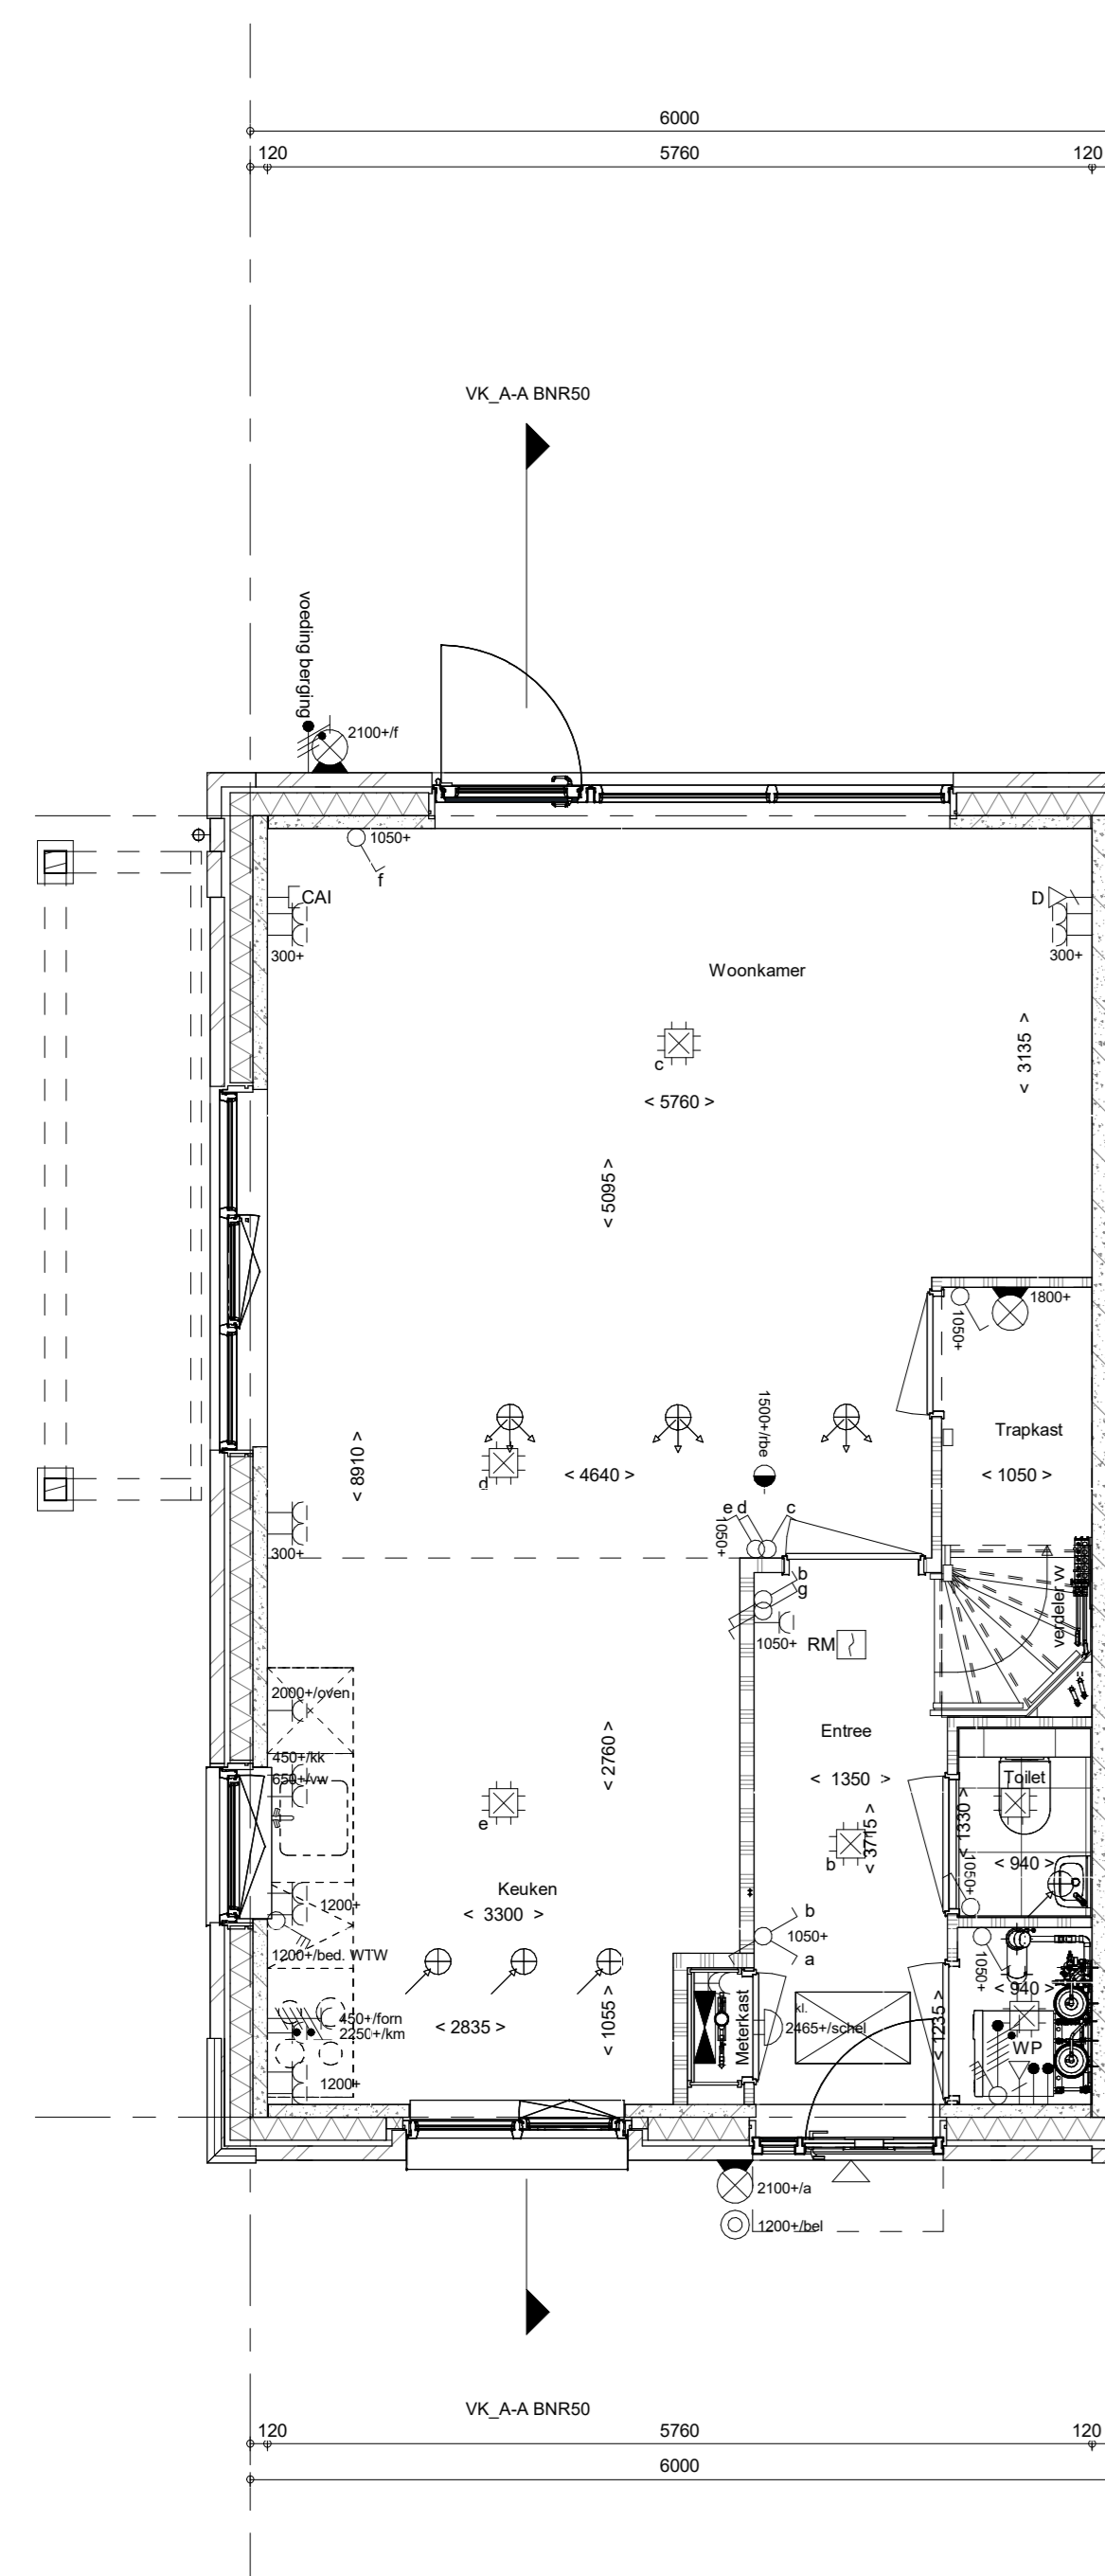 6000
120 5760 120
VK_A-A BNR50
voeding berging
2100+/f
1050+
f
CAI
D
300+
300+
Woonkamer
< 3135 >
c
< 5760 >
< 5095 >
1800+
1050+
1500+/rbe
Trapkast
< 8910 >
d
< 4640 >
< 1050 >
e d
c
1050+
300+
b
g
1050+
RM
verdeler vv
2000+/oven
Entree
450+/kk
650+/vw
< 2760 >
< 1350 >
Toilet
e
b
< 3715 >
< 1330 >
Keuken
< 940 >
1050+
< 3300 >
1200+
b
1050+
a
1200+/bed. WTW
1050+
< 940 >
kl.
450+/forn
2250+/km
< 2835 >
< 1055 >
Meterkast
2465+/schel
< 1235 >
WP
1200+
2100+/a
1200+/bel
VK_A-A BNR50
120 5760 120
6000